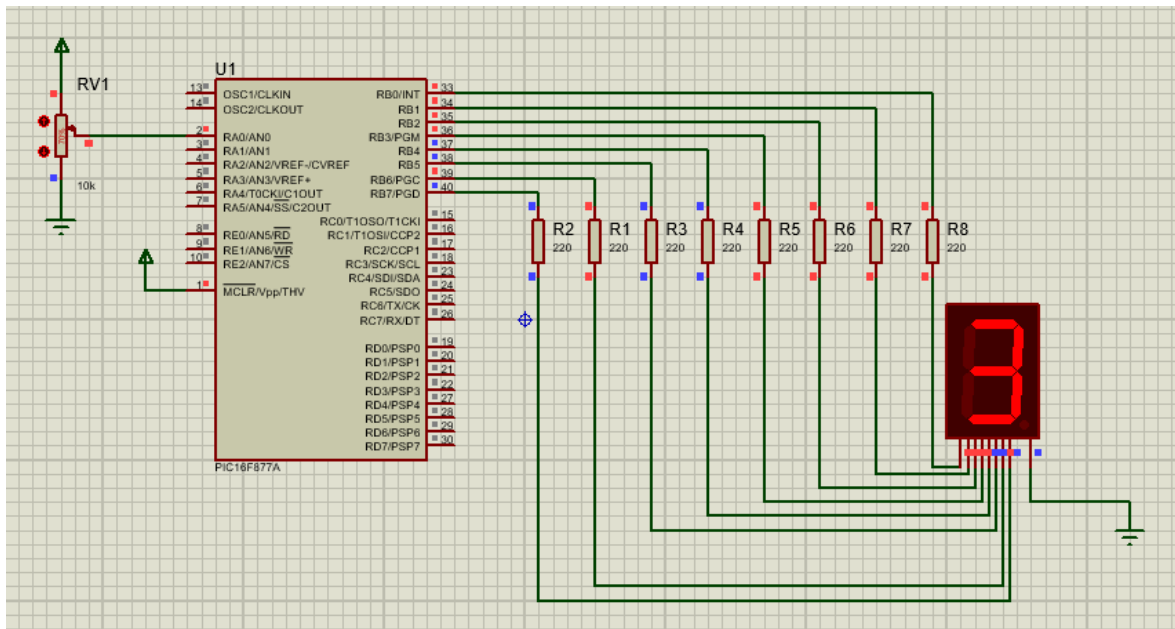 RV1
70%
10k
U1
13 OSC1/CLKIN RB0/INT 33
14 OSC2/CLKOUT RB1 34
RB2 35
2 RA0/AN0 RB3/PGM 36
3 RA1/AN1 RB4 37
4 RA2/AN2/VREF-/CVREF RB5 38
5 RA3/AN3/VREF+ RB6/PGC 39
6 RA4/T0CKI/C1OUT RB7/PGD 40
7 RA5/AN4/SS/C2OUT
RC0/T1OSO/T1CKI 15
8 RE0/AN5/RD RC1/T1OSI/CCP2 16
9 RE1/AN6/WR RC2/CCP1 17
10 RE2/AN7/CS RC3/SCK/SCL 18
RC4/SDI/SDA 23
1 MCLR/Vpp/THV RC5/SDO 24
RC6/TX/CK 25
RC7/RX/DT 26
RD0/PSP0 19
RD1/PSP1 20
RD2/PSP2 21
RD3/PSP3 22
RD4/PSP4 27
RD5/PSP5 28
RD6/PSP6 29
RD7/PSP7 30
PIC16F877A
R2 R1 R3 R4 R5 R6 R7 R8
220 220 220 220 220 220 220 220
3